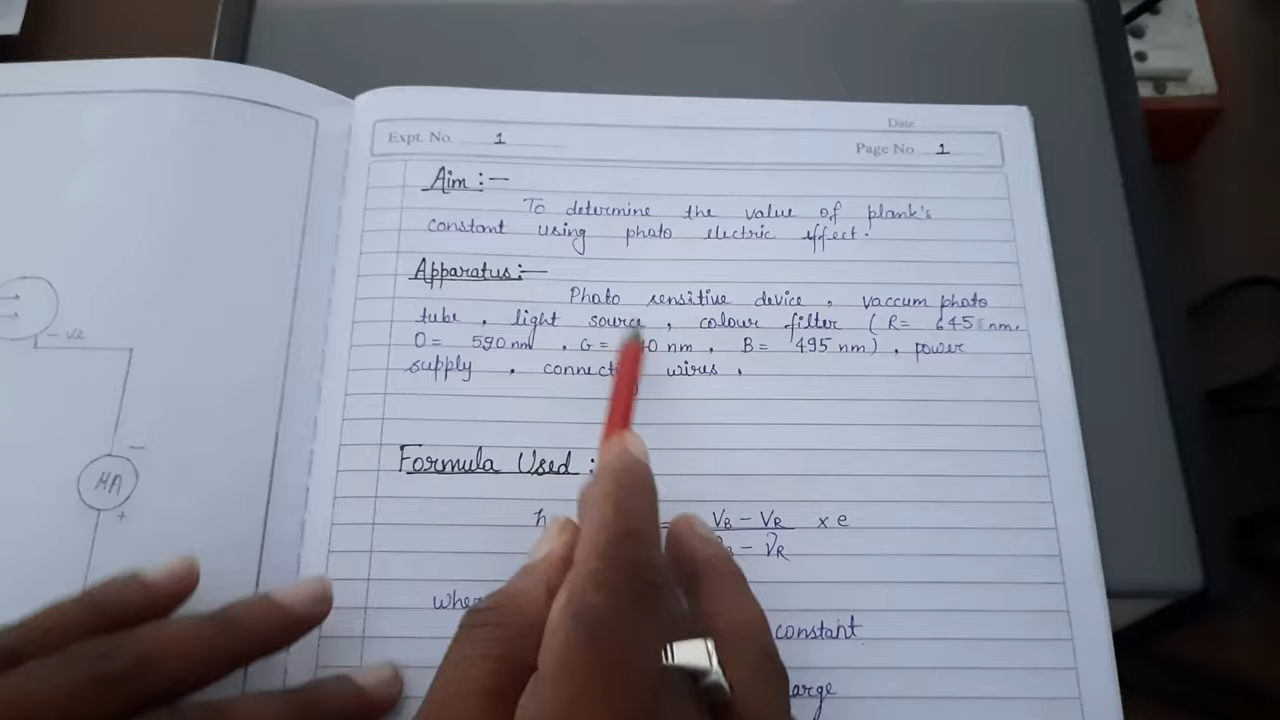 - ve
-
MA
+
Date
Expt. No. 1
Page No 1
Aim :-
To determine the value of plank's
constant using photo electric effect.
Apparatus :-
Photo sensitive device , vaccum photo
tube , light source , colour filter ( R= 645 nm,
O = 590 nm , G = nm , B = 495 nm) , power
supply , connecting wires ,
Formula Used :
h = VB - VR x e
- νR
constant